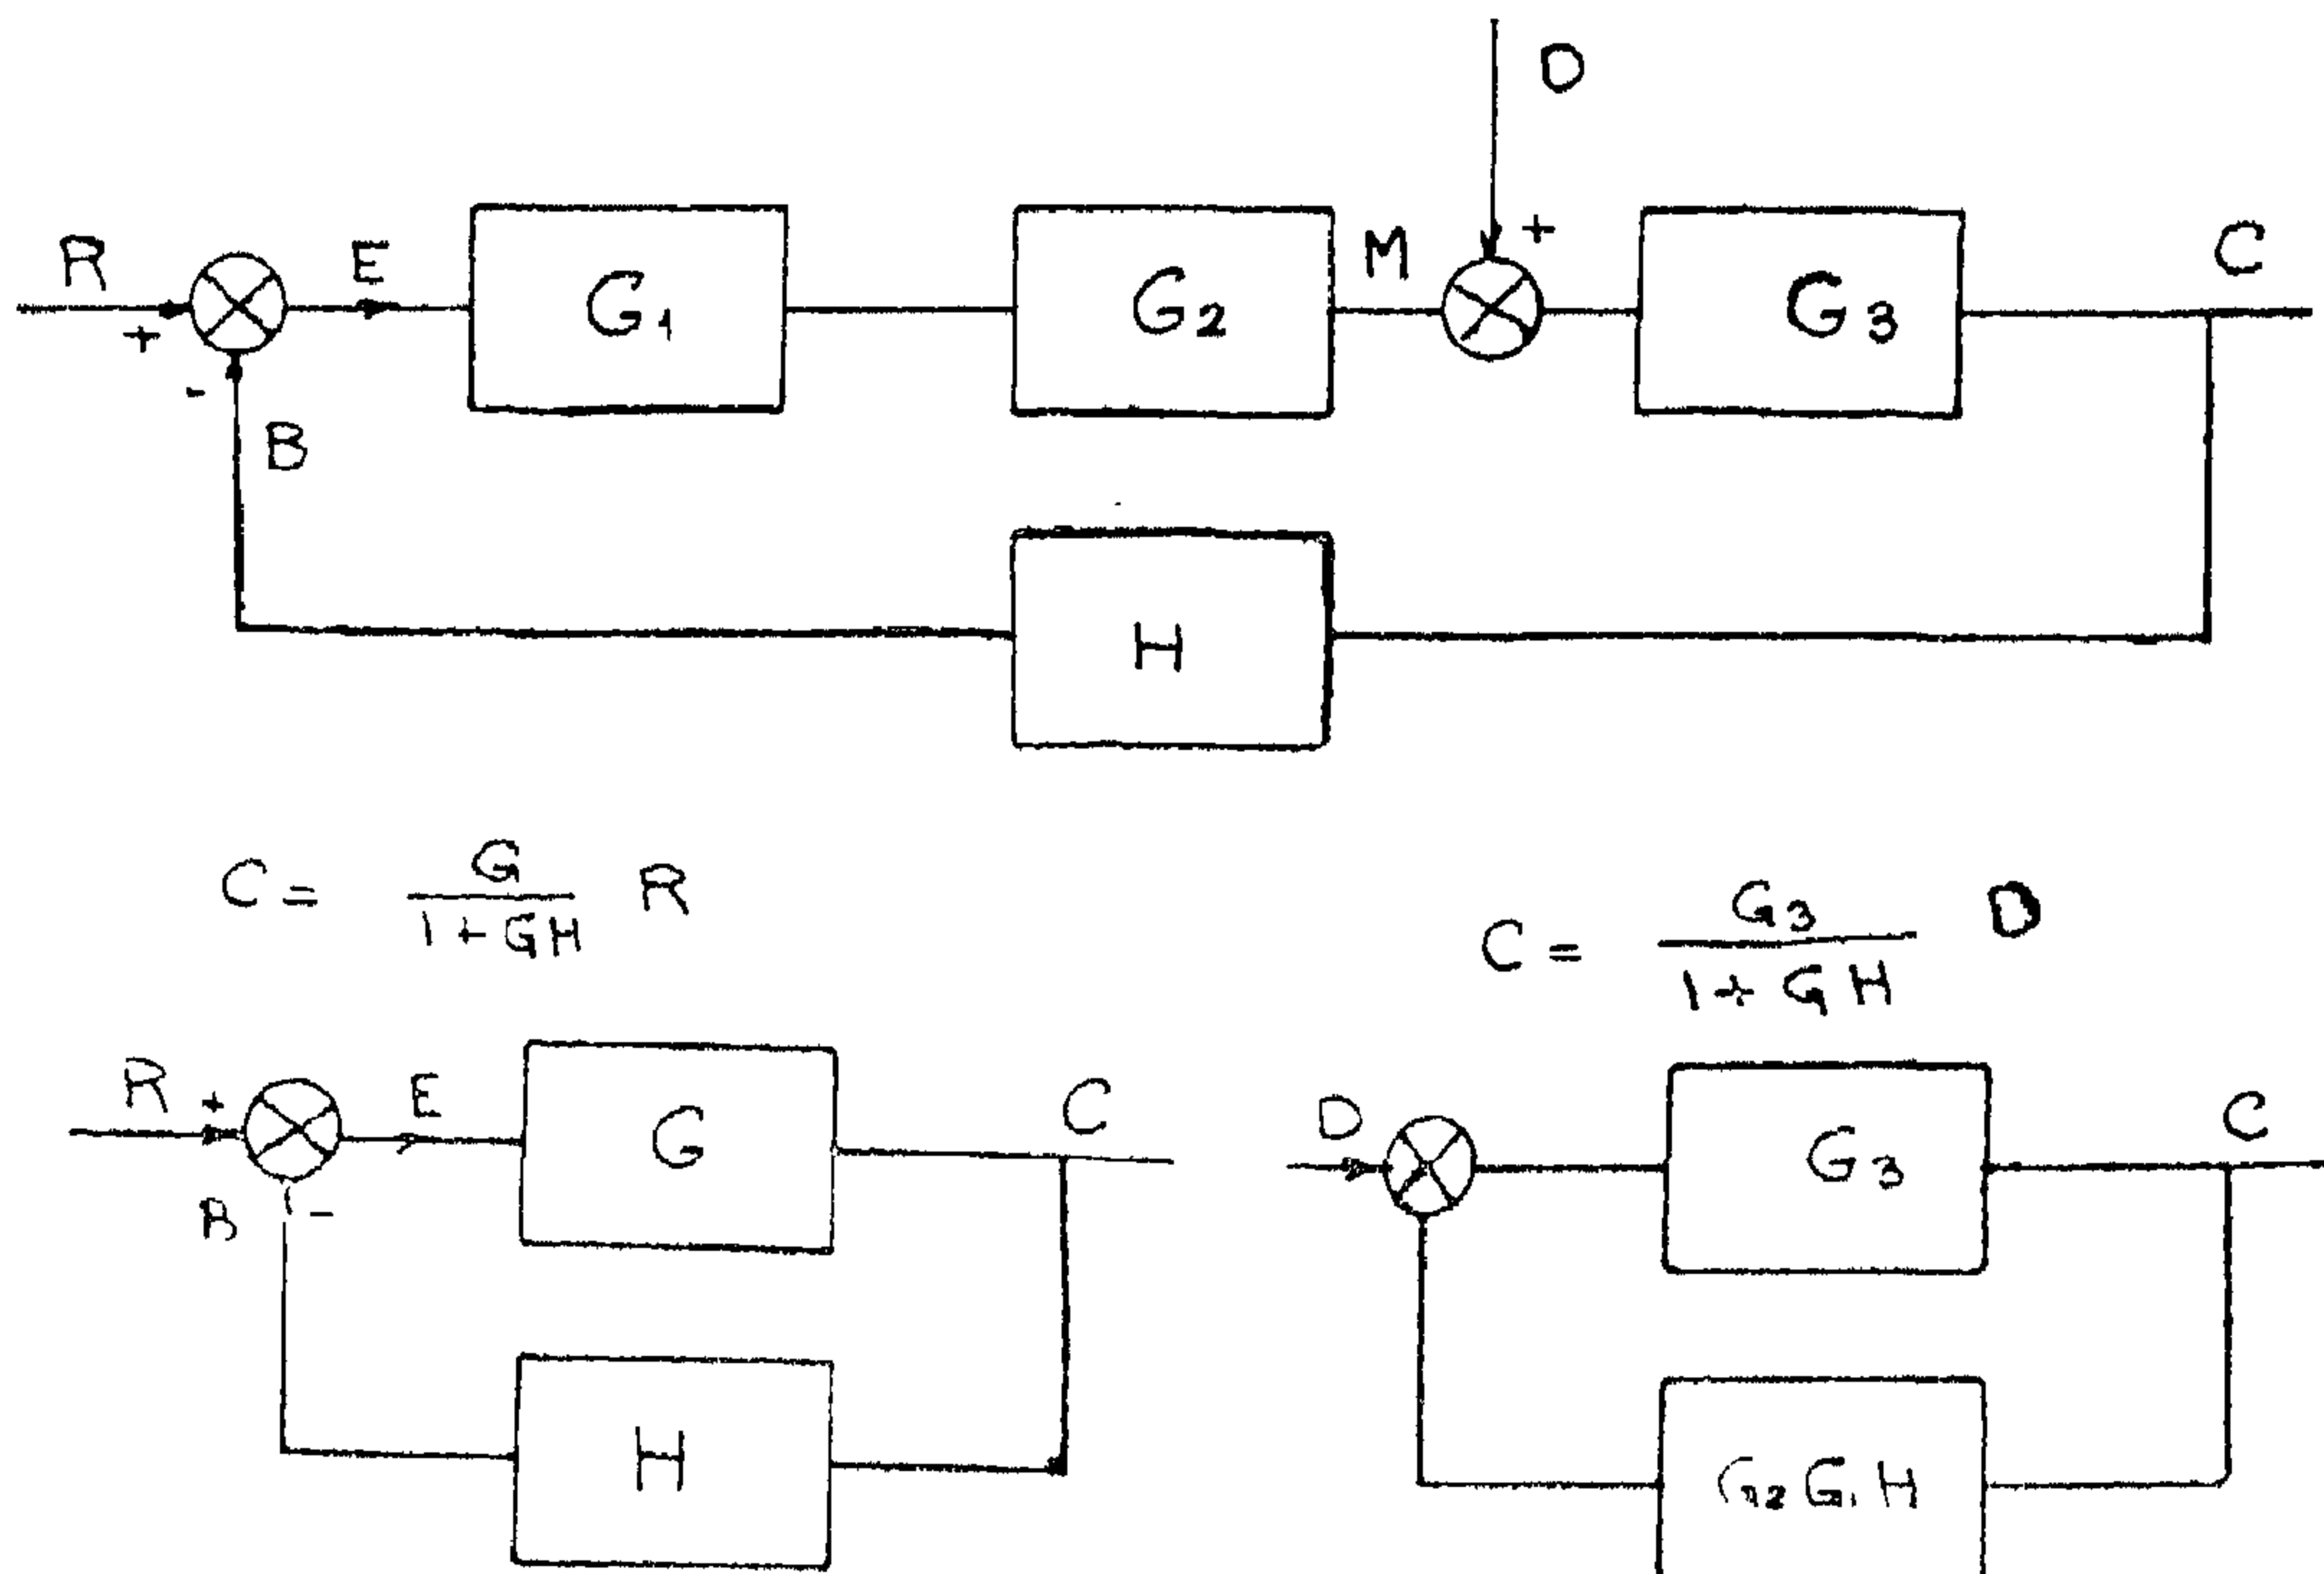 D
R + E G₁ G₂ M + G₃ C
-
B
H
C = G / 1 + GH R
C = G₃ / 1 + GH D
R + E G C
B -
H
D G₃ C
G₂ G₁ H